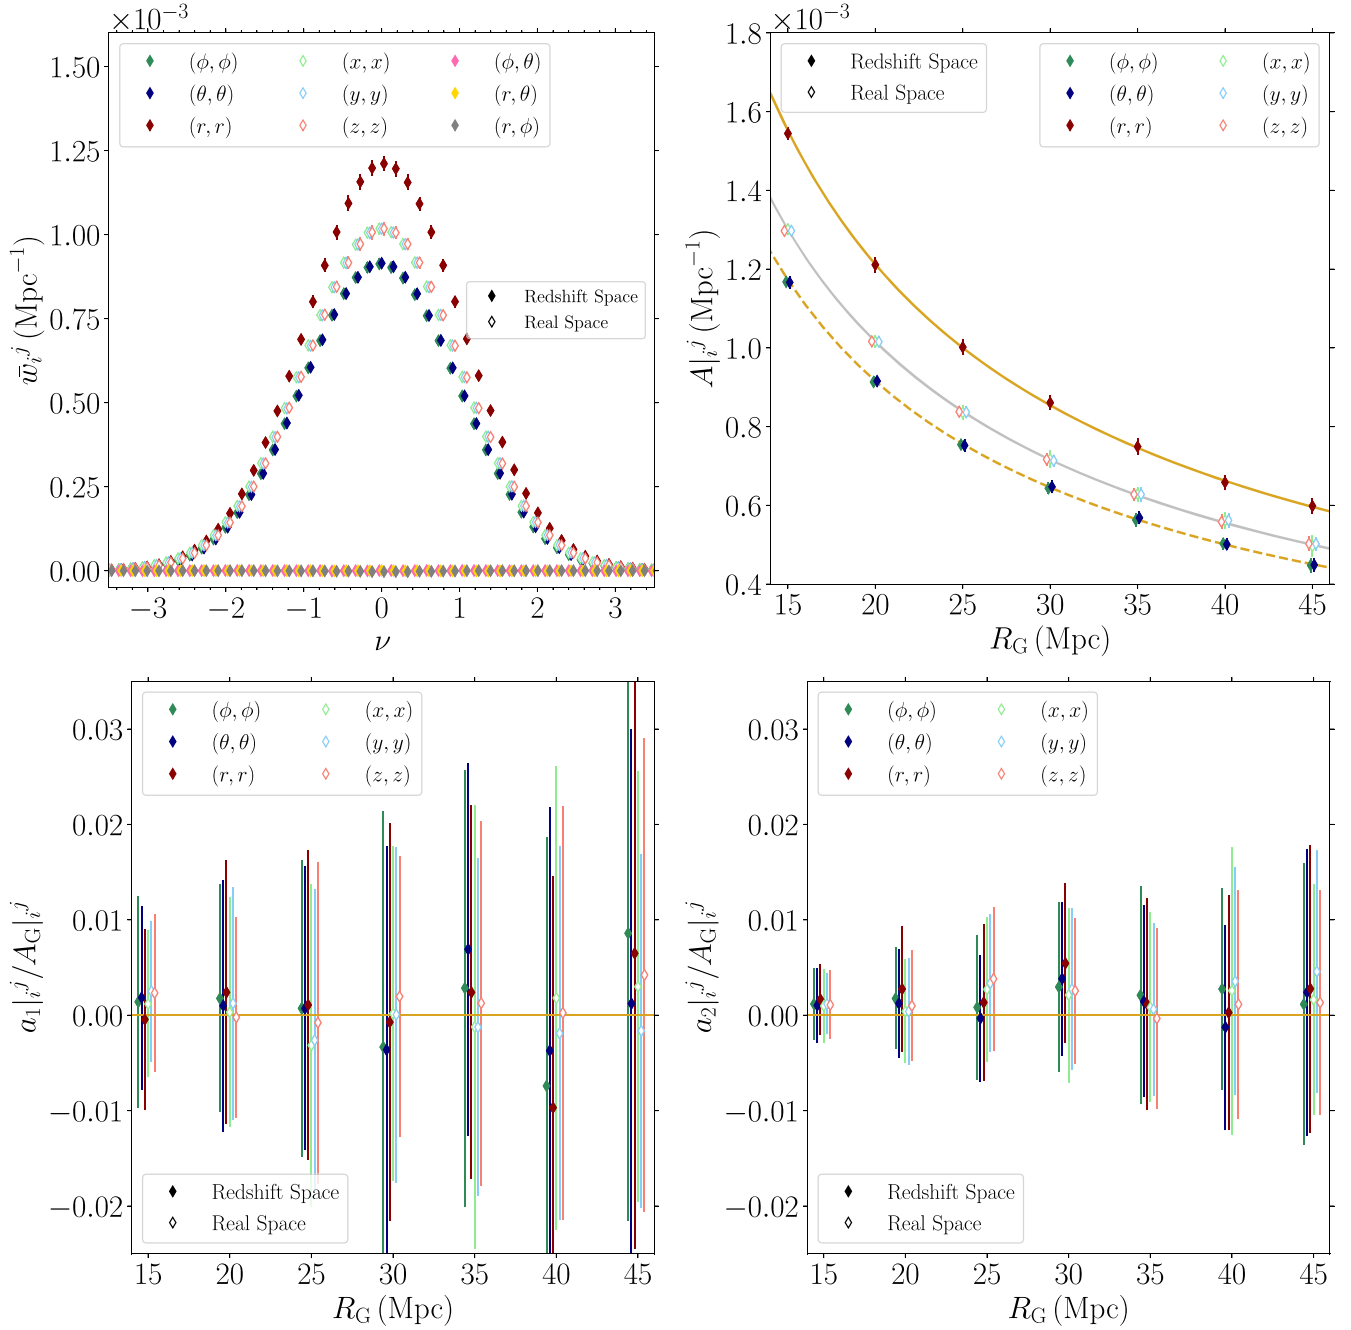 ×10⁻³
1.50
1.25
1.00
0.75
0.50
0.25
0.00
w̄ᵢʲ (Mpc⁻¹)
(ϕ, ϕ) (x, x) (ϕ, θ)
(θ, θ) (y, y) (r, θ)
(r, r) (z, z) (r, ϕ)
Redshift Space
Real Space
−3 −2 −1 0 1 2 3
ν
×10⁻³
1.8
1.6
1.4
1.2
1.0
0.8
0.6
0.4
A|ᵢʲ (Mpc⁻¹)
Redshift Space
Real Space
(ϕ, ϕ) (x, x)
(θ, θ) (y, y)
(r, r) (z, z)
15 20 25 30 35 40 45
R_G (Mpc)
0.03
0.02
0.01
0.00
−0.01
−0.02
a₁|ᵢʲ/A_G|ᵢʲ
(ϕ, ϕ) (x, x)
(θ, θ) (y, y)
(r, r) (z, z)
Redshift Space
Real Space
15 20 25 30 35 40 45
R_G (Mpc)
0.03
0.02
0.01
0.00
−0.01
−0.02
a₂|ᵢʲ/A_G|ᵢʲ
(ϕ, ϕ) (x, x)
(θ, θ) (y, y)
(r, r) (z, z)
Redshift Space
Real Space
15 20 25 30 35 40 45
R_G (Mpc)